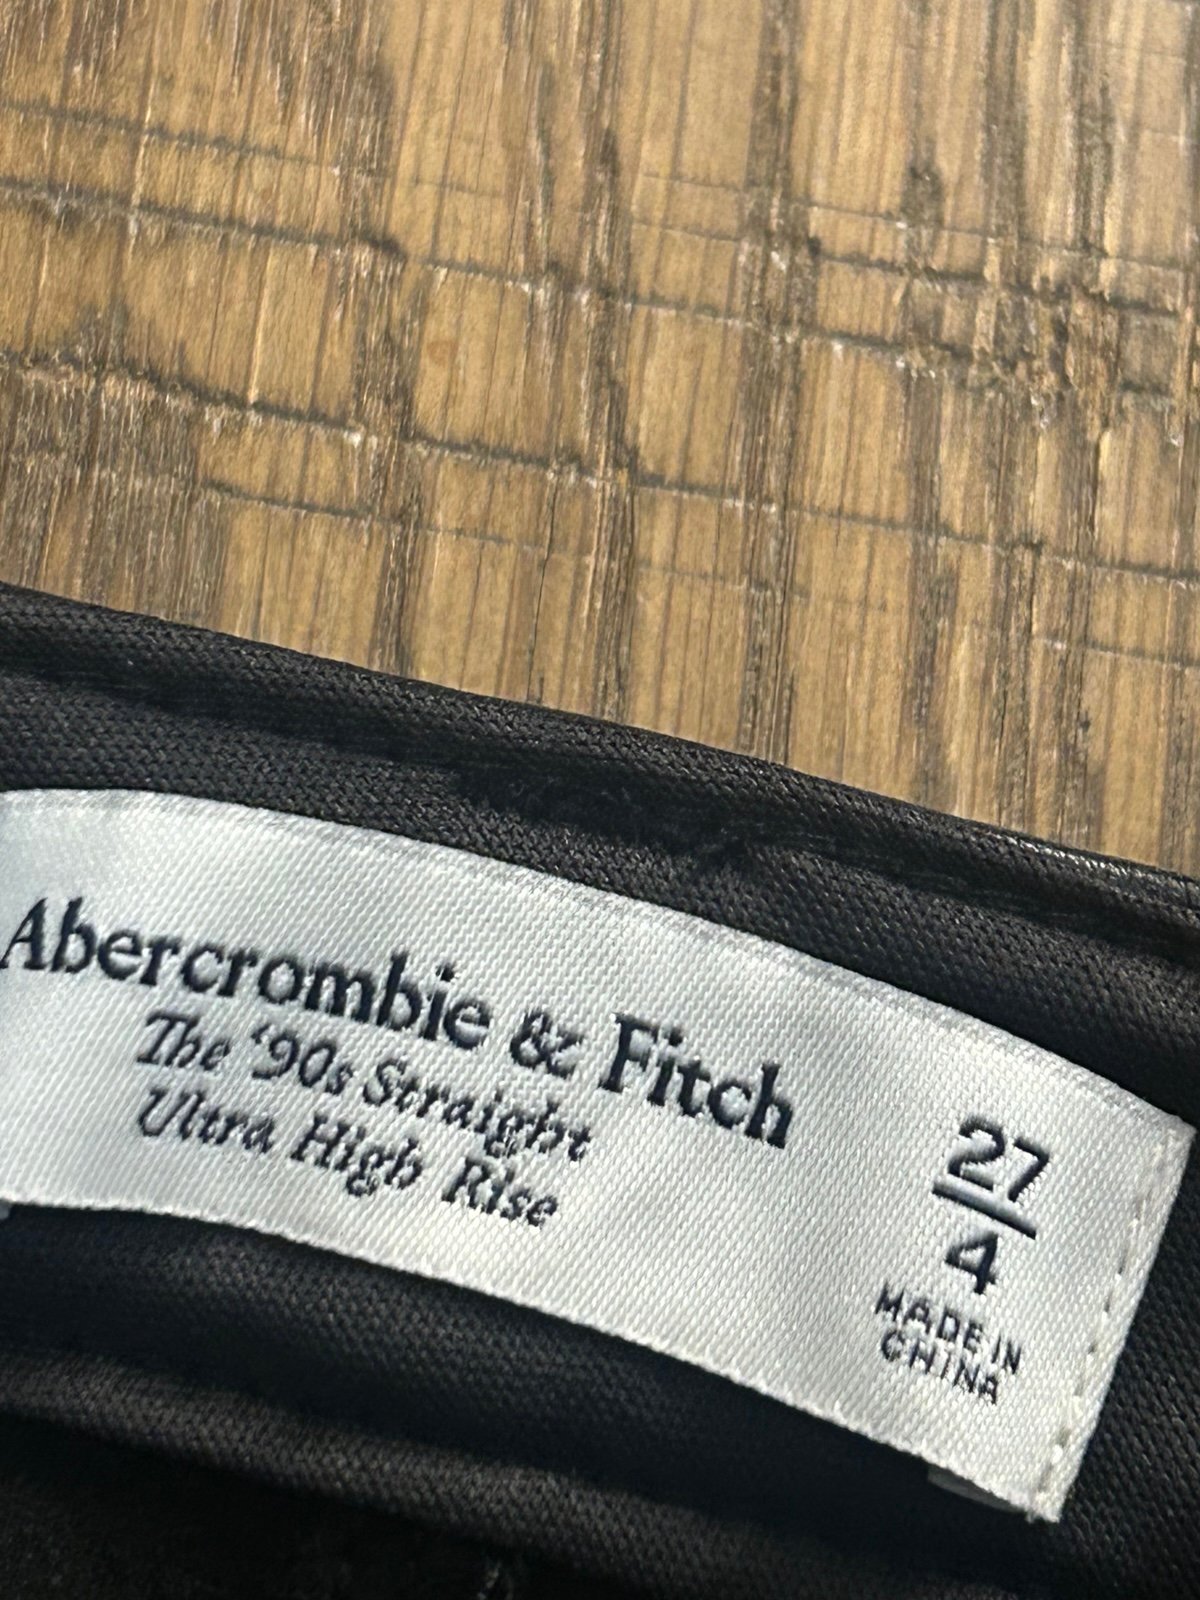 Abercrombie & Fitch
The '90s Straight
Ultra High Rise
27
4
MADE IN
CHINA